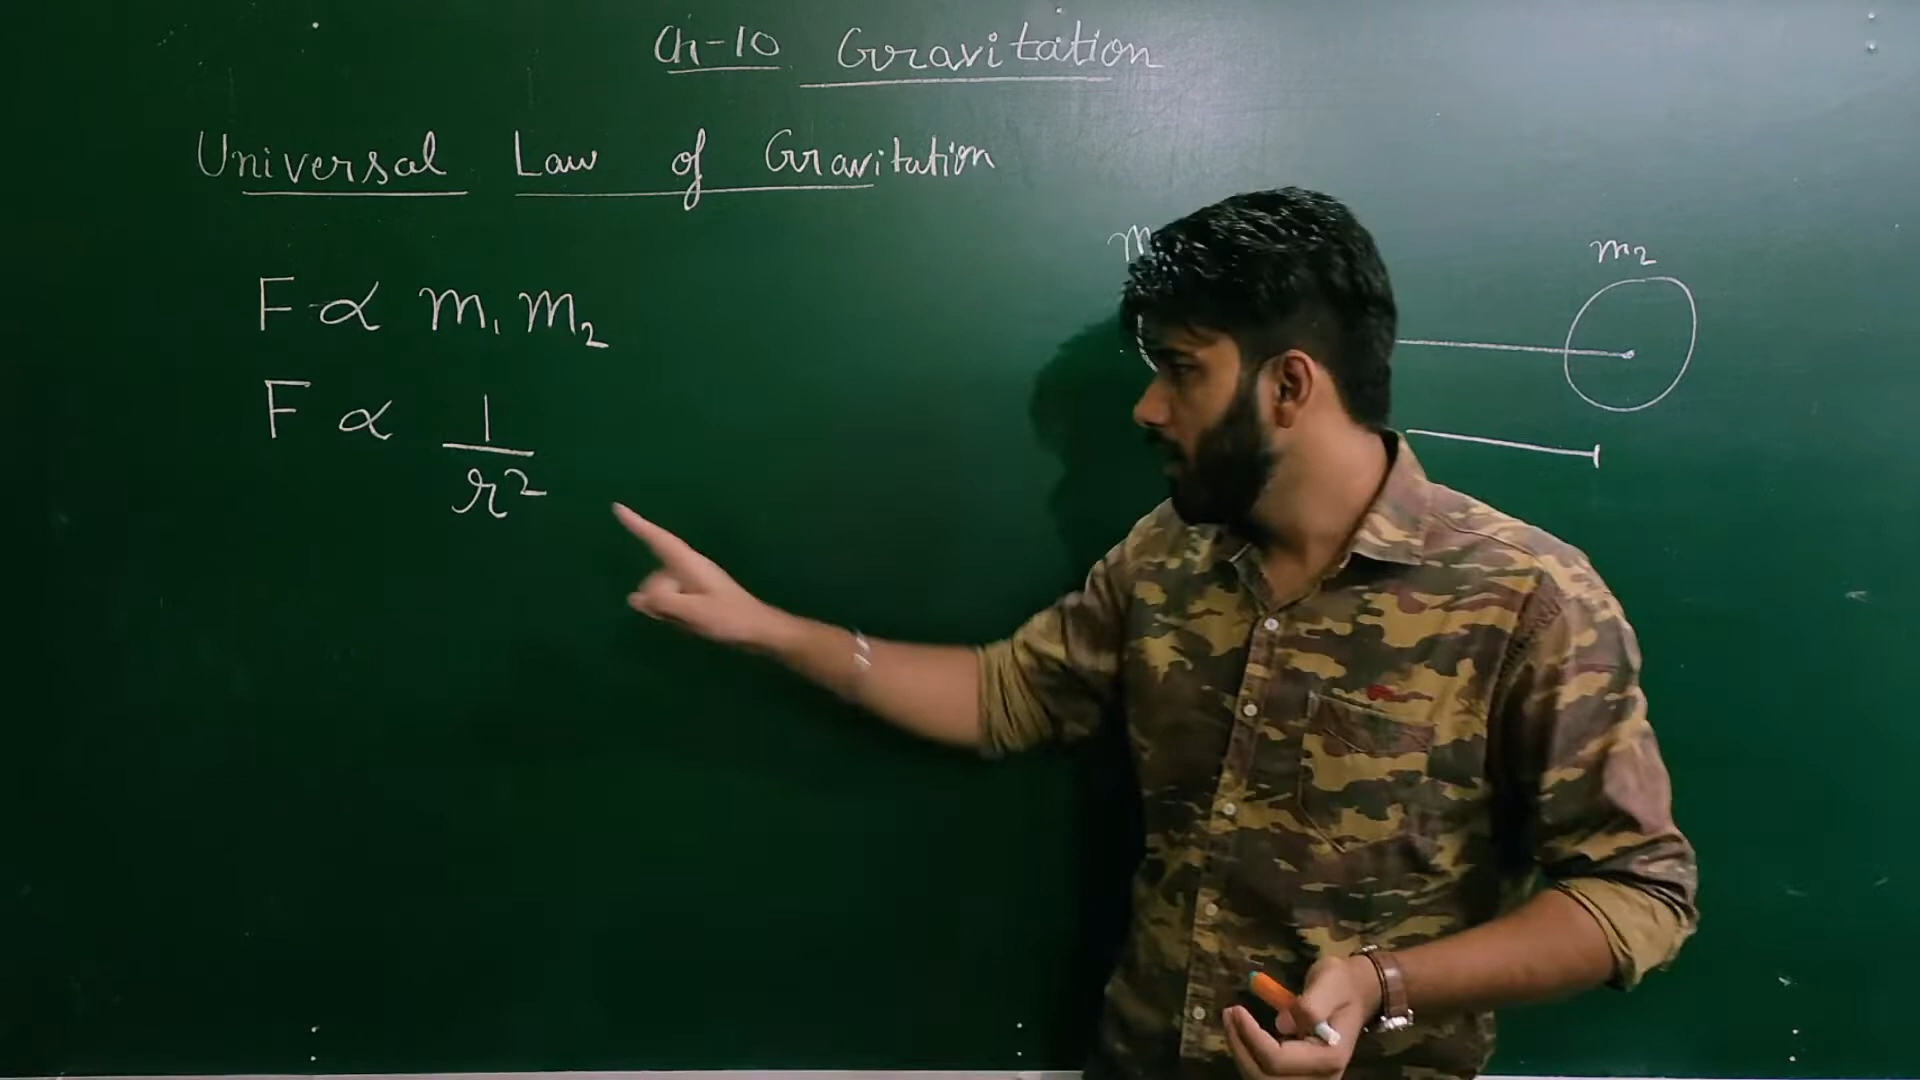 Ch-10 Gravitation
Universal Law of Gravitation
F ∝ m₁ m₂
F ∝ 1/r²
m₂